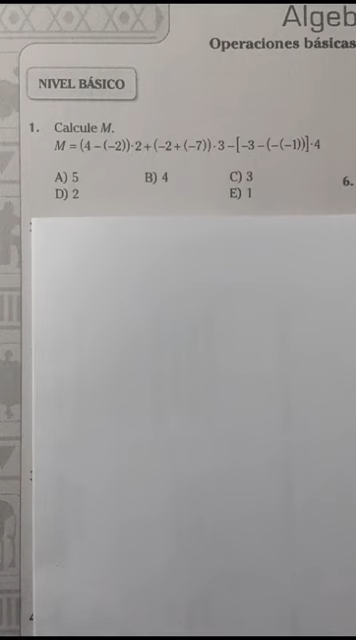 Algeb
Operaciones básicas
NIVEL BÁSICO
1. Calcule M.
M = (4 – (–2)) · 2 + (–2 + (–7)) · 3 – [–3 – (–(–1))] · 4
A) 5 B) 4 C) 3
6.
D) 2 E) 1